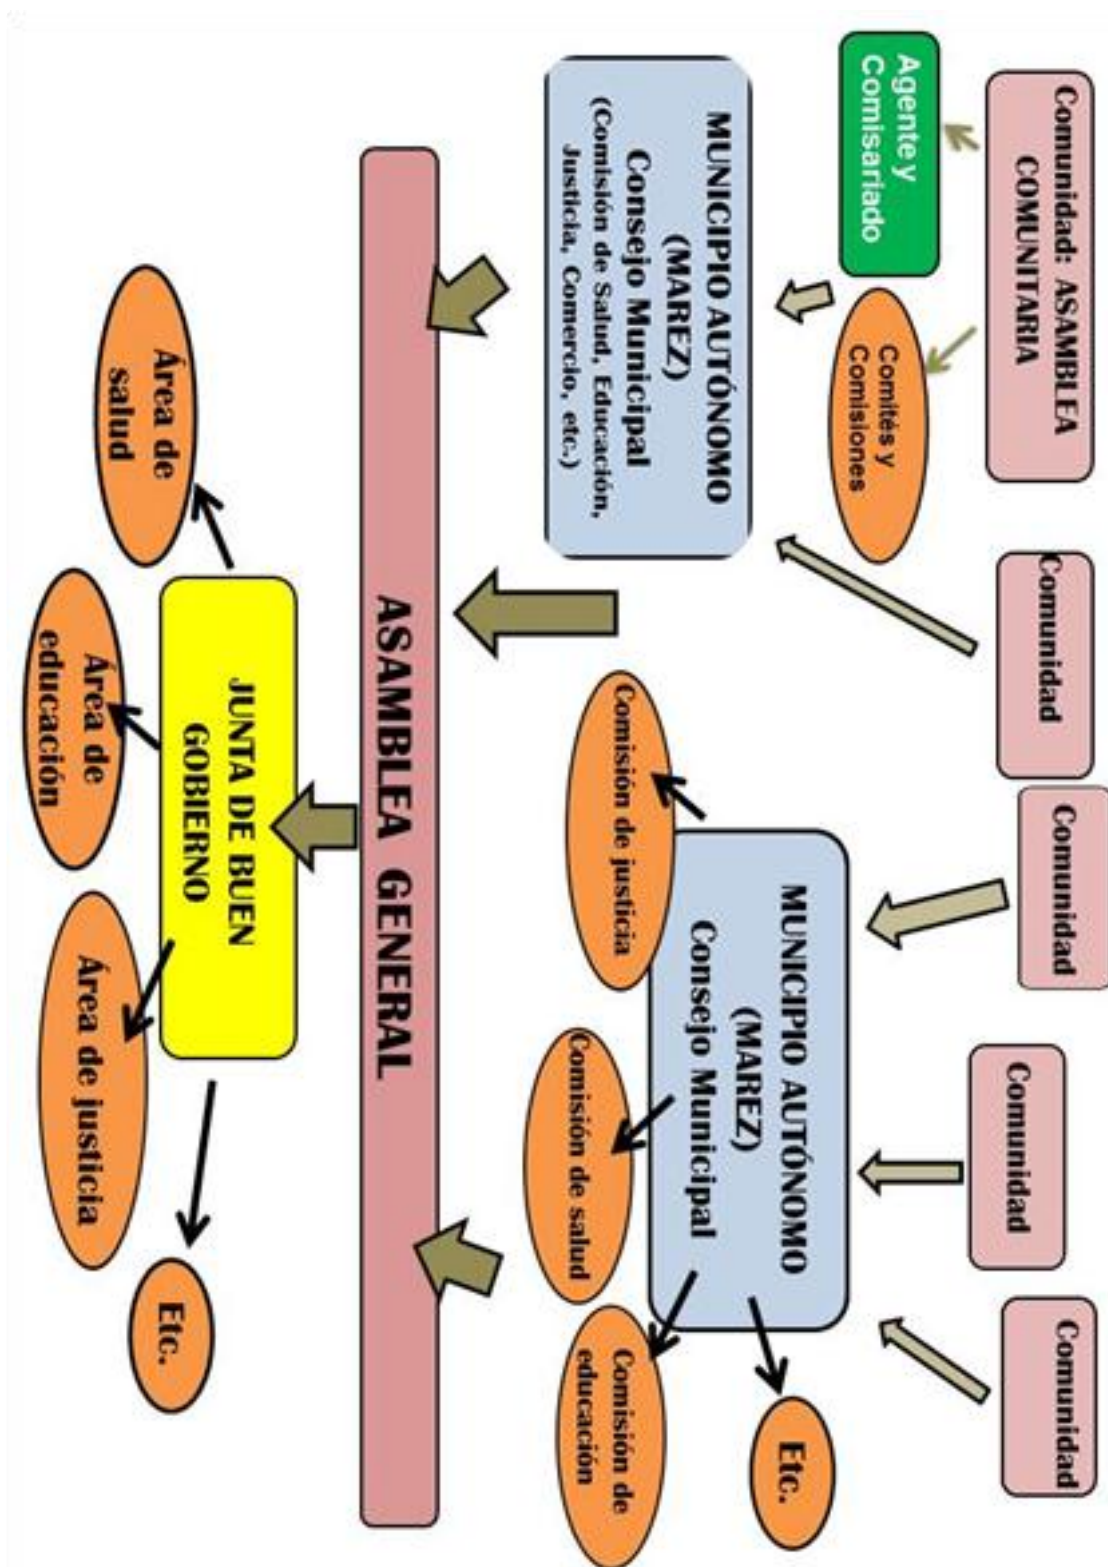 Comunidad: ASAMBLEA
COMUNITARIA
Comunidad
Comunidad
Comunidad
Comunidad
Agente y
Comisariado
Comités y
Comisiones
MUNICIPIO AUTÓNOMO
(MAREZ)
Consejo Municipal
(Comisión de Salud, Educación,
Justicia, Comercio, etc.)
MUNICIPIO AUTÓNOMO
(MAREZ)
Consejo Municipal
Comisión de justicia
Comisión de salud
Comisión de
educación
Etc.
ASAMBLEA GENERAL
JUNTA DE BUEN
GOBIERNO
Área de
salud
Área de
educación
Área de justicia
Etc.